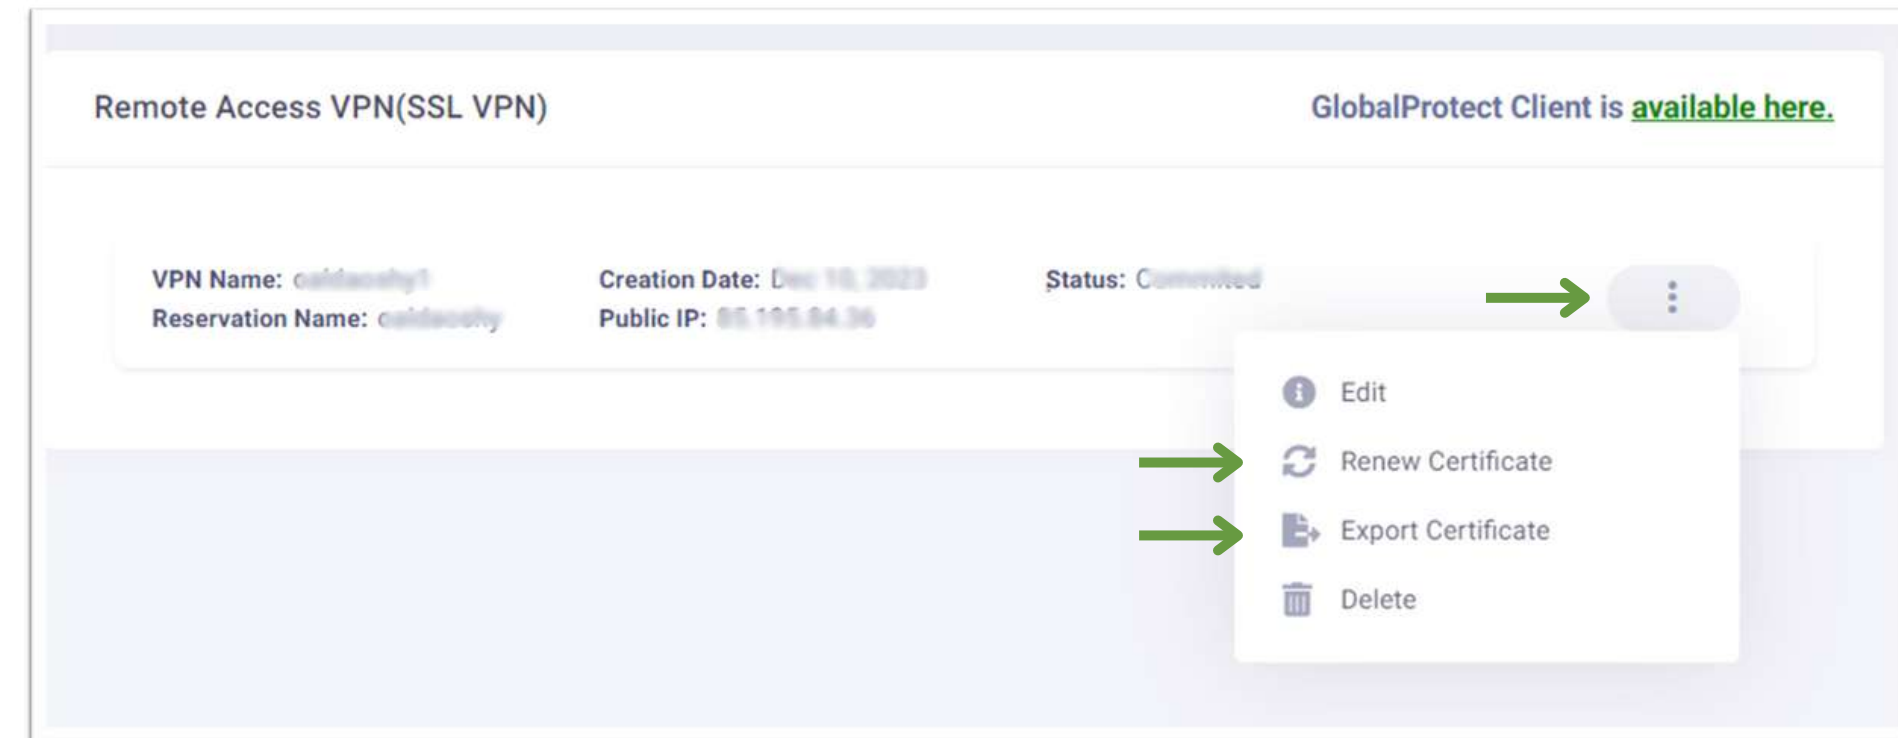 Remote Access VPN(SSL VPN)
GlobalProtect Client is available here.
VPN Name:
Creation Date:
Status:
Reservation Name:
Public IP:
Edit
Renew Certificate
Export Certificate
Delete